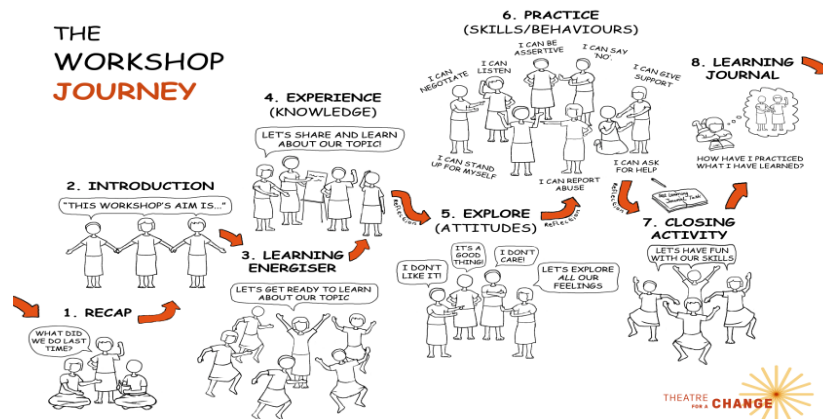 THE
WORKSHOP
JOURNEY
1. RECAP
WHAT DID
WE DO LAST
TIME?
2. INTRODUCTION
"THIS WORKSHOP'S AIM IS..."
3. LEARNING
ENERGISER
LET'S GET READY TO LEARN
ABOUT OUR TOPIC
4. EXPERIENCE
(KNOWLEDGE)
LET'S SHARE AND LEARN
ABOUT OUR TOPIC!
REFLECTION
5. EXPLORE
(ATTITUDES)
I DON'T
LIKE IT!
IT'S A
GOOD
THING!
I DON'T
CARE!
LET'S EXPLORE
ALL OUR
FEELINGS
REFLECTION
6. PRACTICE
(SKILLS/BEHAVIOURS)
I CAN
NEGOTIATE
I CAN
LISTEN
I CAN BE
ASSERTIVE
I CAN SAY
'NO'.
I CAN GIVE
SUPPORT
I CAN STAND
UP FOR MYSELF
I CAN REPORT
ABUSE
I CAN ASK
FOR HELP
REFLECTION
7. CLOSING
ACTIVITY
LET'S HAVE FUN
WITH OUR SKILLS
8. LEARNING
JOURNAL
HOW HAVE I PRACTICED
WHAT I HAVE LEARNED?
THEATRE
FOR A CHANGE